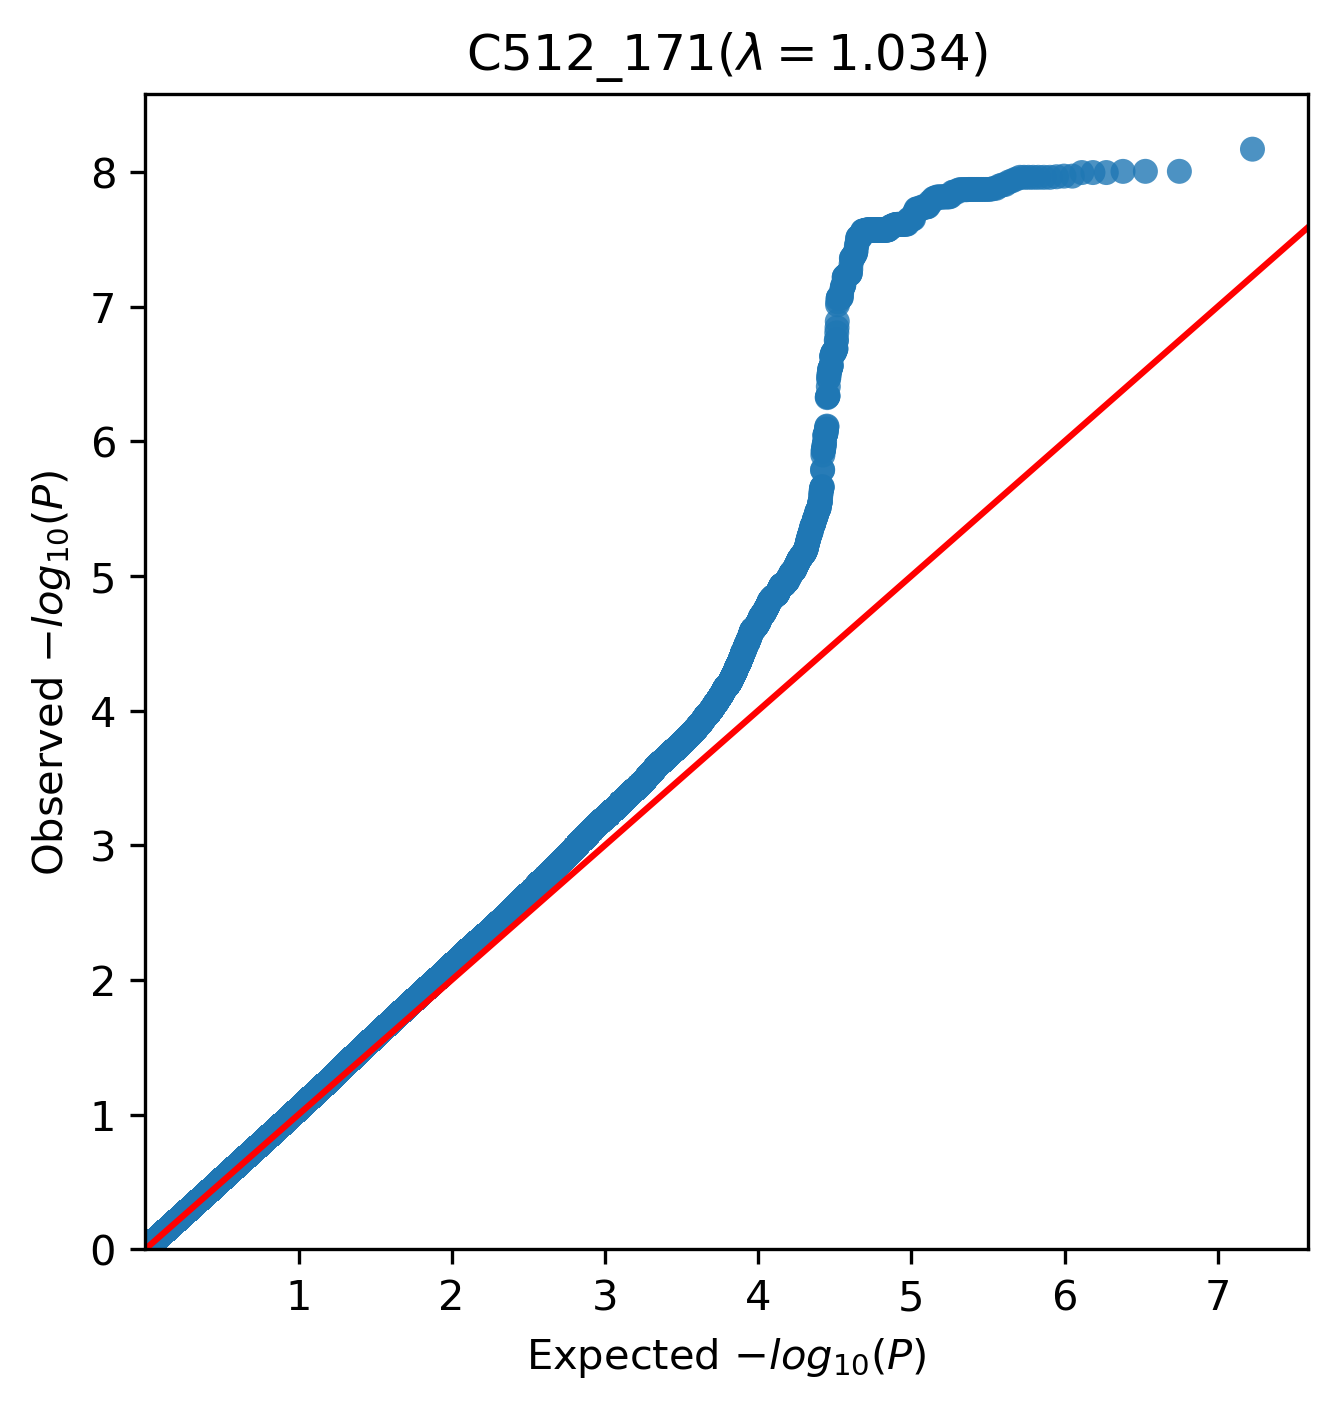 C512_171(λ = 1.034)
Observed −log₁₀(P)
8
7
6
5
4
3
2
1
0
1 2 3 4 5 6 7
Expected −log₁₀(P)